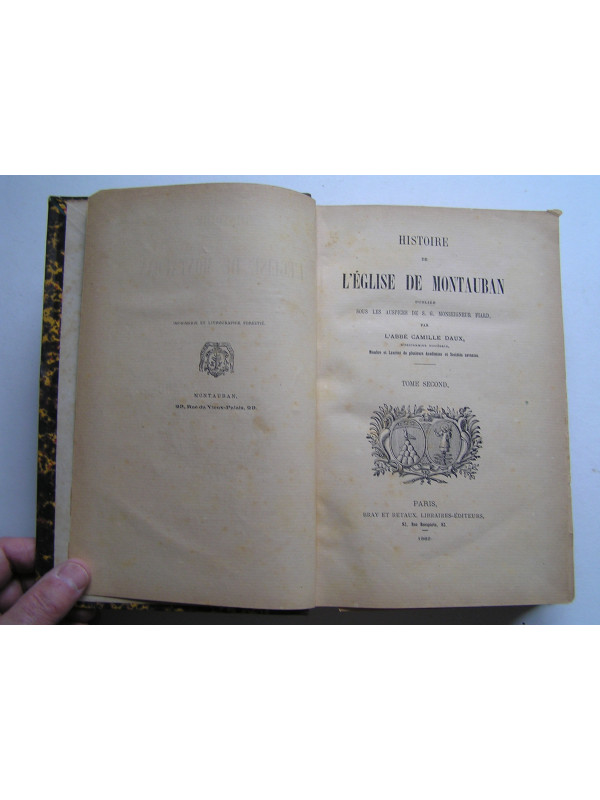 IMPRIMERIE ET LITHOGRAPHIE FORESTIÉ
MONTAUBAN,
23, Rue du Vieux-Palais, 23.
HISTOIRE
DE
L'ÉGLISE DE MONTAUBAN
PUBLIÉE
SOUS LES AUSPICES DE S. G. MONSEIGNEUR FIARD,
PAR
L'ABBÉ CAMILLE DAUX,
Membre et Lauréat de plusieurs Académies et Sociétés savantes.
TOME SECOND.
PARIS,
BRAY ET RETAUX, LIBRAIRES-ÉDITEURS,
82, Rue Bonaparte, 82.